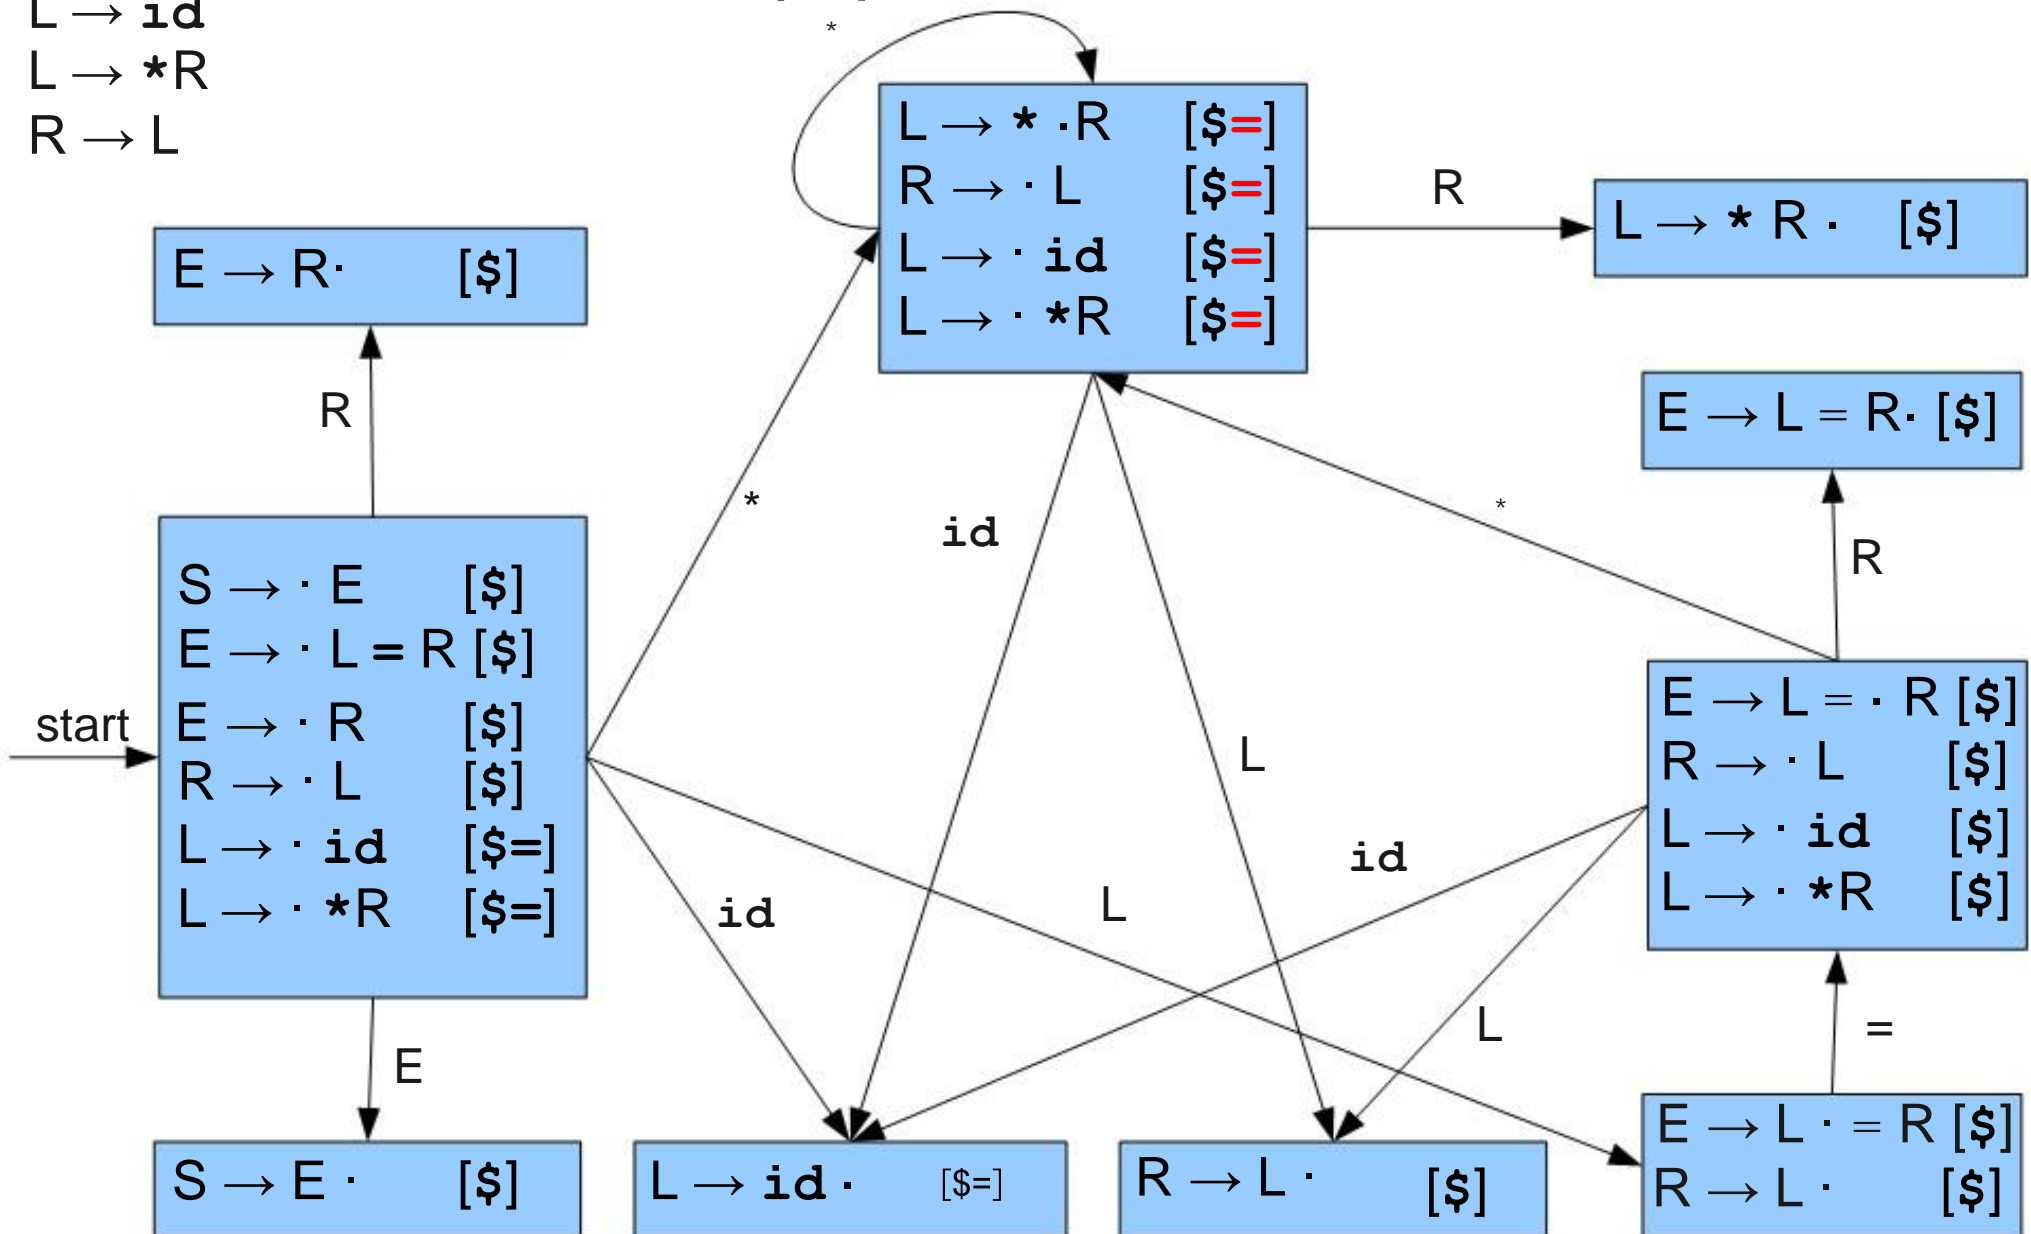 L → id
L → *R
R → L
*
L → * ·R [$=]
R → · L [$=]
L → · id [$=]
L → · *R [$=]
R
L → * R · [$]
E → R· [$]
R
E → L = R· [$]
R
*
*
id
S → · E [$]
E → · L = R [$]
E → · R [$]
R → · L [$]
L → · id [$=]
L → · *R [$=]
start
E → L = · R [$]
R → · L [$]
L → · id [$]
L → · *R [$]
L
id
id
L
L
=
E
S → E · [$]
L → id · [$=]
R → L · [$]
E → L · = R [$]
R → L · [$]